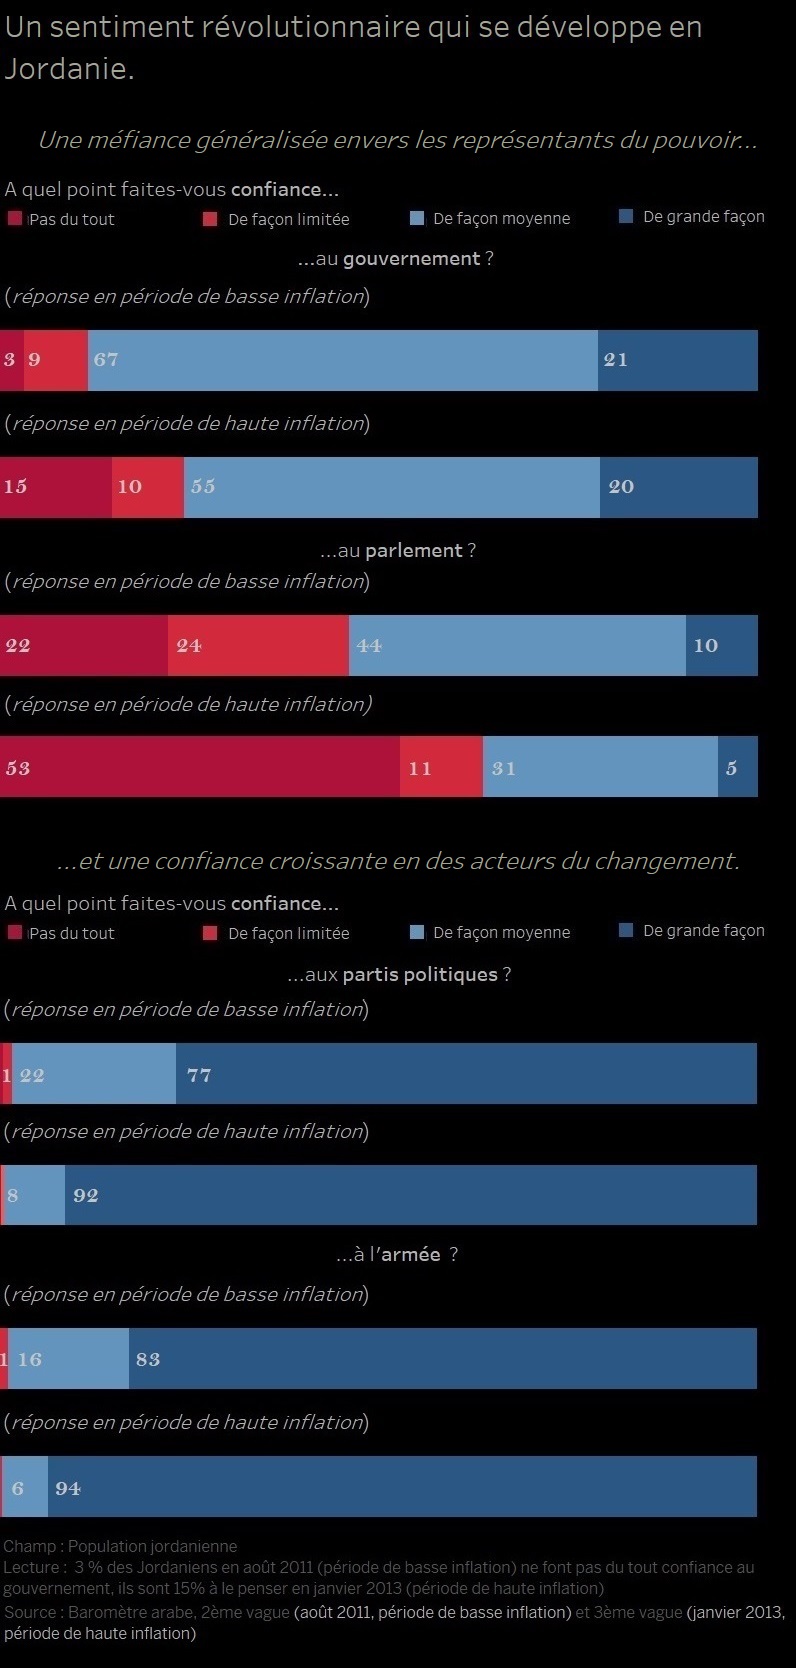 Un sentiment révolutionnaire qui se développe en
Jordanie.
Une méfiance généralisée envers les représentants du pouvoir...
A quel point faites-vous confiance...
Pas du tout De façon limitée De façon moyenne De grande façon
...au gouvernement ?
(réponse en période de basse inflation)
3 9 67 21
(réponse en période de haute inflation)
15 10 55 20
...au parlement ?
(réponse en période de basse inflation)
22 24 44 10
(réponse en période de haute inflation)
53 11 31 5
...et une confiance croissante en des acteurs du changement.
A quel point faites-vous confiance...
Pas du tout De façon limitée De façon moyenne De grande façon
...aux partis politiques ?
(réponse en période de basse inflation)
1 22 77
(réponse en période de haute inflation)
8 92
...à l'armée ?
(réponse en période de basse inflation)
1 16 83
(réponse en période de haute inflation)
6 94
Champ : Population jordanienne
Lecture : 3 % des Jordaniens en août 2011 (période de basse inflation) ne font pas du tout confiance au
gouvernement, ils sont 15% à le penser en janvier 2013 (période de haute inflation)
Source : Baromètre arabe, 2ème vague (août 2011, période de basse inflation) et 3ème vague (janvier 2013,
période de haute inflation)